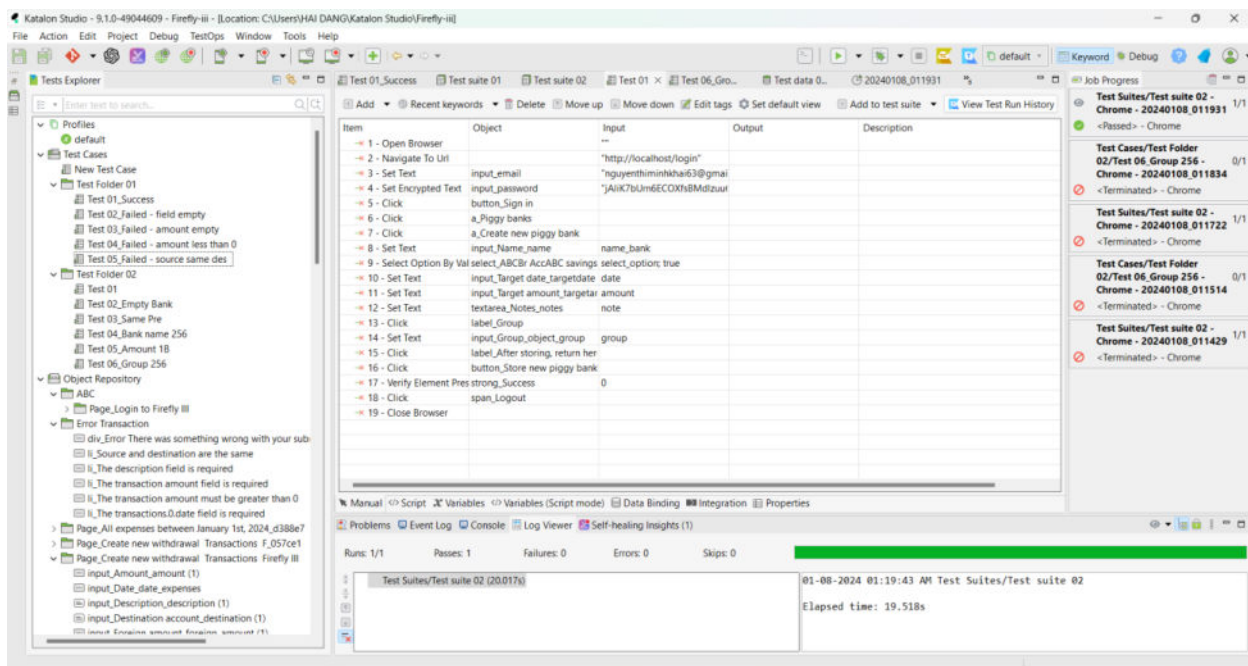 Katalon Studio - 9.1.0-49044609 - Firefly-iii - [Location: C:\Users\HAI DANG\Katalon Studio\Firefly-iii]
File Action Edit Project Debug TestOps Window Tools Help
default Keyword Debug
Tests Explorer
Enter text to search...
Profiles
default
Test Cases
New Test Case
Test Folder 01
Test 01_Success
Test 02_Failed - field empty
Test 03_Failed - amount empty
Test 04_Failed - amount less than 0
Test 05_Failed - source same des
Test Folder 02
Test 01
Test 02_Empty Bank
Test 03_Same Pre
Test 04_Bank name 256
Test 05_Amount 1B
Test 06_Group 256
Object Repository
ABC
Page_Login to Firefly III
Error Transaction
div_Error There was something wrong with your sub
li_Source and destination are the same
li_The description field is required
li_The transaction amount field is required
li_The transaction amount must be greater than 0
li_The transactions.0.date field is required
Page_All expenses between January 1st, 2024_d388e7
Page_Create new withdrawal Transactions F_057ce1
Page_Create new withdrawal Transactions Firefly III
input_Amount_amount (1)
input_Date_date_expenses
input_Description_description (1)
input_Destination account_destination (1)
input_Foreign amount_foreign_amount (1)
Test 01_Success Test suite 01 Test suite 02 Test 01 Test 06_Gro... Test data 0... 20240108_011931
Add Recent keywords Delete Move up Move down Edit tags Set default view Add to test suite View Test Run History
Item Object Input Output Description
1 - Open Browser ""
2 - Navigate To Url "http://localhost/login"
3 - Set Text input_email "nguyenthiminhkhai63@gmai
4 - Set Encrypted Text input_password
5 - Click button_Sign in
6 - Click a_Piggy banks
7 - Click a_Create new piggy bank
8 - Set Text input_Name_name name_bank
9 - Select Option By Val select_ABCBr AccABC savings select_option; true
10 - Set Text input_Target date_targetdate date
11 - Set Text input_Target amount_targetar amount
12 - Set Text textarea_Notes_notes note
13 - Click label_Group
14 - Set Text input_Group_object_group group
15 - Click label_After storing, return her
16 - Click button_Store new piggy bank
17 - Verify Element Pres strong_Success 0
18 - Click span_Logout
19 - Close Browser
Manual Script Variables Variables (Script mode) Data Binding Integration Properties
Problems Event Log Console Log Viewer Self-healing Insights (1)
Runs: 1/1 Passes: 1 Failures: 0 Errors: 0 Skips: 0
Test Suites/Test suite 02 (20.017s)
01-08-2024 01:19:43 AM Test Suites/Test suite 02
Elapsed time: 19.518s
Job Progress
Test Suites/Test suite 02 -
Chrome - 20240108_011931 1/1
<Passed> - Chrome
Test Cases/Test Folder
02/Test 06_Group 256 - 0/1
Chrome - 20240108_011834
<Terminated> - Chrome
Test Suites/Test suite 02 -
Chrome - 20240108_011722 1/1
<Terminated> - Chrome
Test Cases/Test Folder
02/Test 06_Group 256 - 0/1
Chrome - 20240108_011514
<Terminated> - Chrome
Test Suites/Test suite 02 -
Chrome - 20240108_011429 1/1
<Terminated> - Chrome